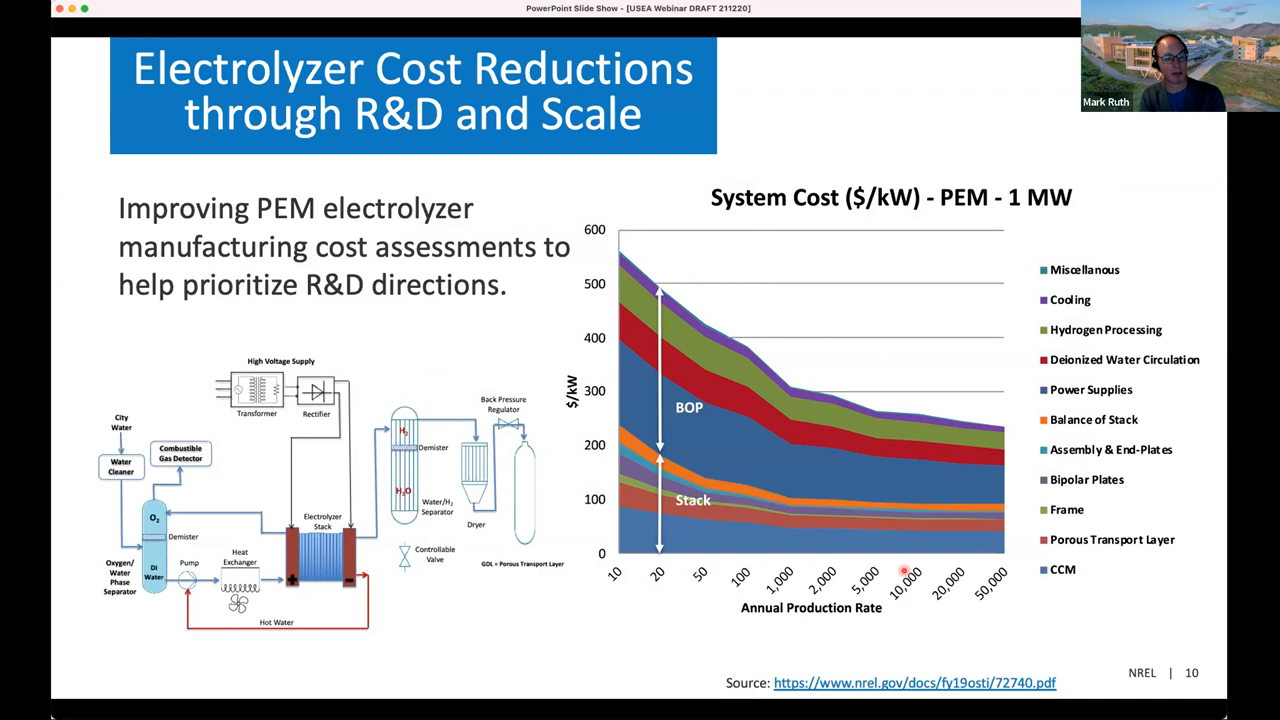 PowerPoint Slide Show - [USEA Webinar DRAFT 211220]
Mark Ruth
Electrolyzer Cost Reductions
through R&D and Scale
Improving PEM electrolyzer
manufacturing cost assessments to
help prioritize R&D directions.
High Voltage Supply
Transformer
Rectifier
City
Water
Water
Cleaner
Combustible
Gas Detector
O₂
Demister
DI
Water
Oxygen/
Water
Phase
Separator
Pump
Heat
Exchanger
Hot Water
Electrolyzer
Stack
+
-
H₂
Demister
H₂O
Water/H₂
Separator
Dryer
Back Pressure
Regulator
Controllable
Valve
GDL = Porous Transport Layer
System Cost ($/kW) - PEM - 1 MW
$/kW
600
500
400
300
200
100
0
BOP
Stack
10
20
50
100
1,000
2,000
5,000
10,000
20,000
50,000
Annual Production Rate
Miscellanous
Cooling
Hydrogen Processing
Deionized Water Circulation
Power Supplies
Balance of Stack
Assembly & End-Plates
Bipolar Plates
Frame
Porous Transport Layer
CCM
Source: https://www.nrel.gov/docs/fy19osti/72740.pdf
NREL | 10